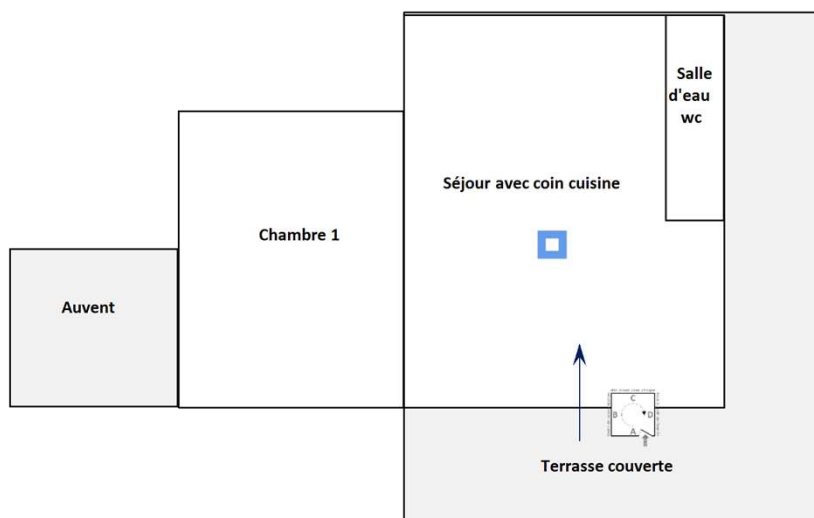 Salle
d'eau
wc
Séjour avec coin cuisine
Chambre 1
Auvent
C
B
D
A
Terrasse couverte